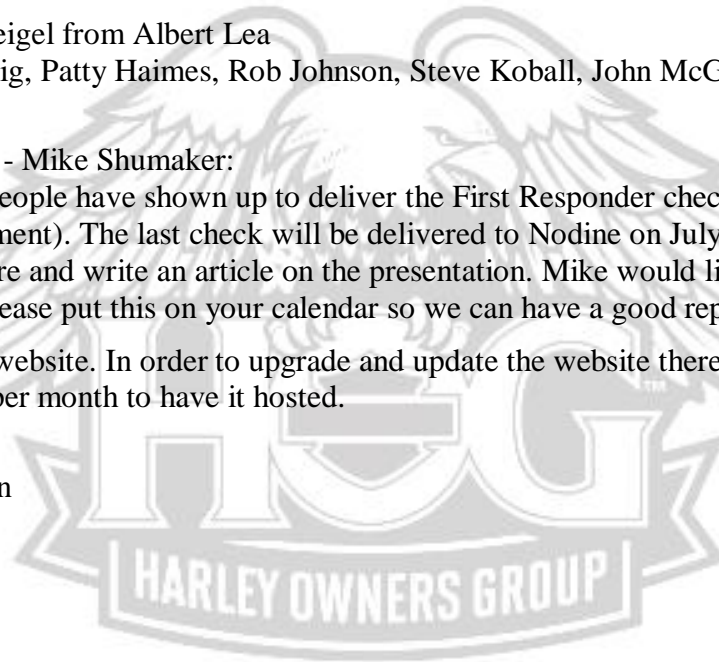 eigel from Albert Lea
ig, Patty Haimes, Rob Johnson, Steve Koball, John McG
- Mike Shumaker:
eople have shown up to deliver the First Responder chec
ment). The last check will be delivered to Nodine on July
re and write an article on the presentation. Mike would li
ease put this on your calendar so we can have a good rep
website. In order to upgrade and update the website there
per month to have it hosted.
n
H.O.G.
TM
HARLEY OWNERS GROUP